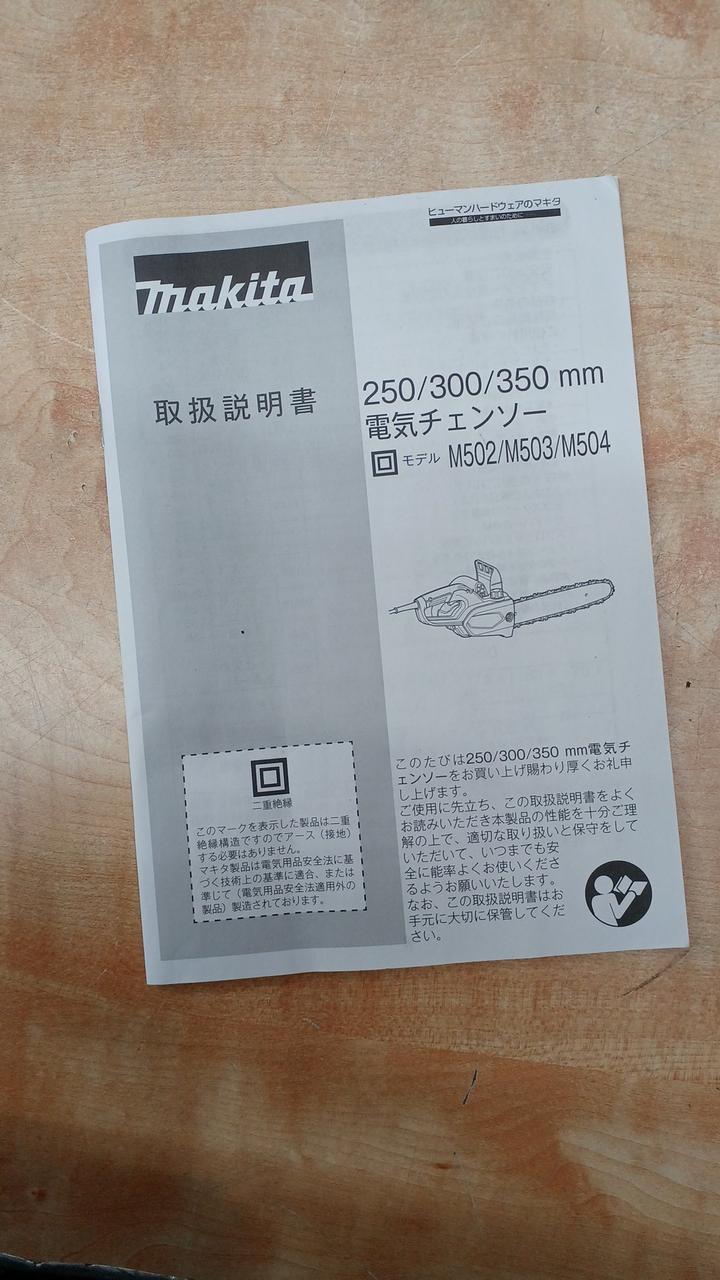 ヒューマンハードウェアのマキタ
人の暮らしとすまいのために
makita
取扱説明書
250/300/350 mm
電気チェンソー
モデル M502/M503/M504
二重絶縁
このマークを表示した製品は二重
絶縁構造ですのでアース（接地）
する必要はありません。
マキタ製品は電気用品安全法に基
づく技術上の基準に適合、または
準じて（電気用品安全法適用外の
製品）製造されております。
このたびは250/300/350 mm電気チ
ェンソーをお買い上げ賜わり厚くお礼申
し上げます。
ご使用に先立ち、この取扱説明書をよく
お読みいただき本製品の性能を十分ご理
解の上で、適切な取り扱いと保守をして
いただいて、いつまでも安
全に能率よくお使いくださ
るようお願いいたします。
なお、この取扱説明書はお
手元に大切に保管してくだ
さい。